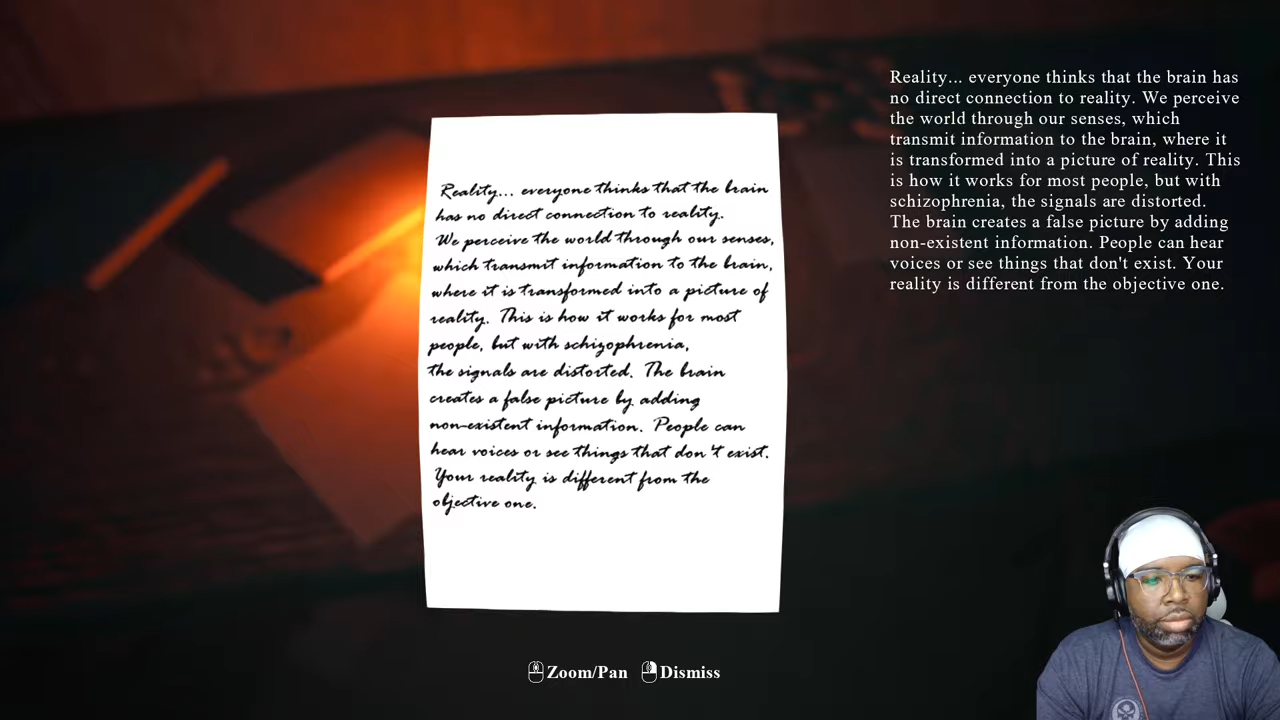 Reality... everyone thinks that the brain
has no direct connection to reality.
We perceive the world through our senses,
which transmit information to the brain,
where it is transformed into a picture of
reality. This is how it works for most
people, but with schizophrenia,
the signals are distorted. The brain
creates a false picture by adding
non-existent information. People can
hear voices or see things that don't exist.
Your reality is different from the
objective one.
Reality... everyone thinks that the brain has
no direct connection to reality. We perceive
the world through our senses, which
transmit information to the brain, where it
is transformed into a picture of reality. This
is how it works for most people, but with
schizophrenia, the signals are distorted.
The brain creates a false picture by adding
non-existent information. People can hear
voices or see things that don't exist. Your
reality is different from the objective one.
Zoom/Pan Dismiss